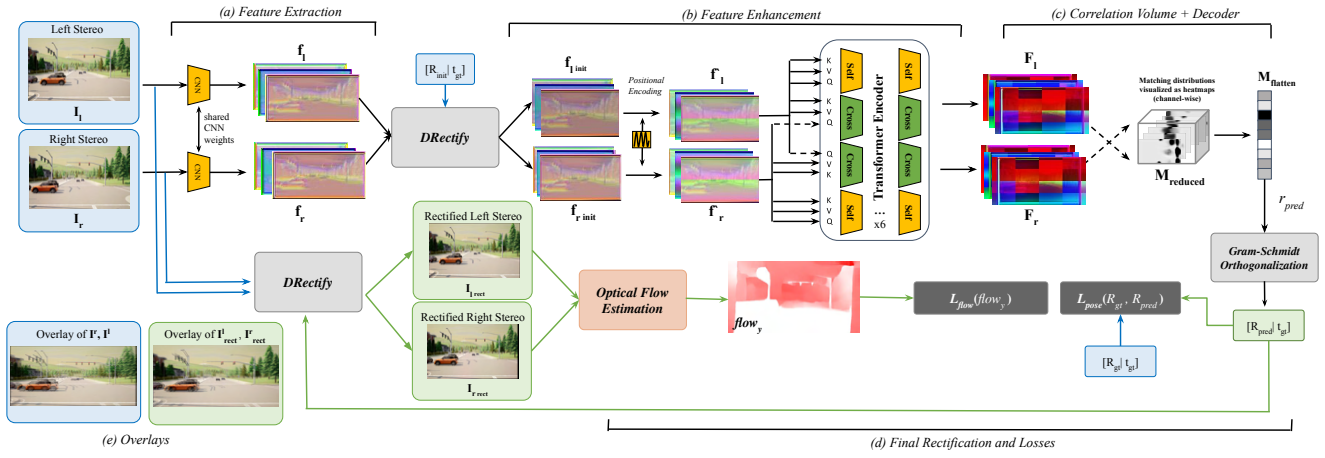 (a) Feature Extraction
(b) Feature Enhancement
(c) Correlation Volume + Decoder
Left Stereo
I_l
Right Stereo
I_r
CNN
shared
CNN
weights
CNN
f_l
f_r
[R_init| t_gt]
DRectify
f_l init
f_r init
Positional
Encoding
f`_l
f`_r
K
V
Q
K
V
Q
Q
V
K
K
V
Q
Self
Cross
Cross
Self
Transformer Encoder
...
x6
Self
Cross
Cross
Self
F_l
F_r
Matching distributions
visualized as heatmaps
(channel-wise)
M_reduced
M_flatten
r_pred
Gram-Schmidt
Orthogonalization
[R_pred| t_gt]
DRectify
Rectified Left Stereo
I_l rect
Rectified Right Stereo
I_r rect
Optical Flow
Estimation
flow_y
L_flow(flow_y)
L_pose(R_gt , R_pred)
[R_gt| t_gt]
Overlay of I^r, I^l
Overlay of I^l_rect, I^r_rect
(e) Overlays
(d) Final Rectification and Losses